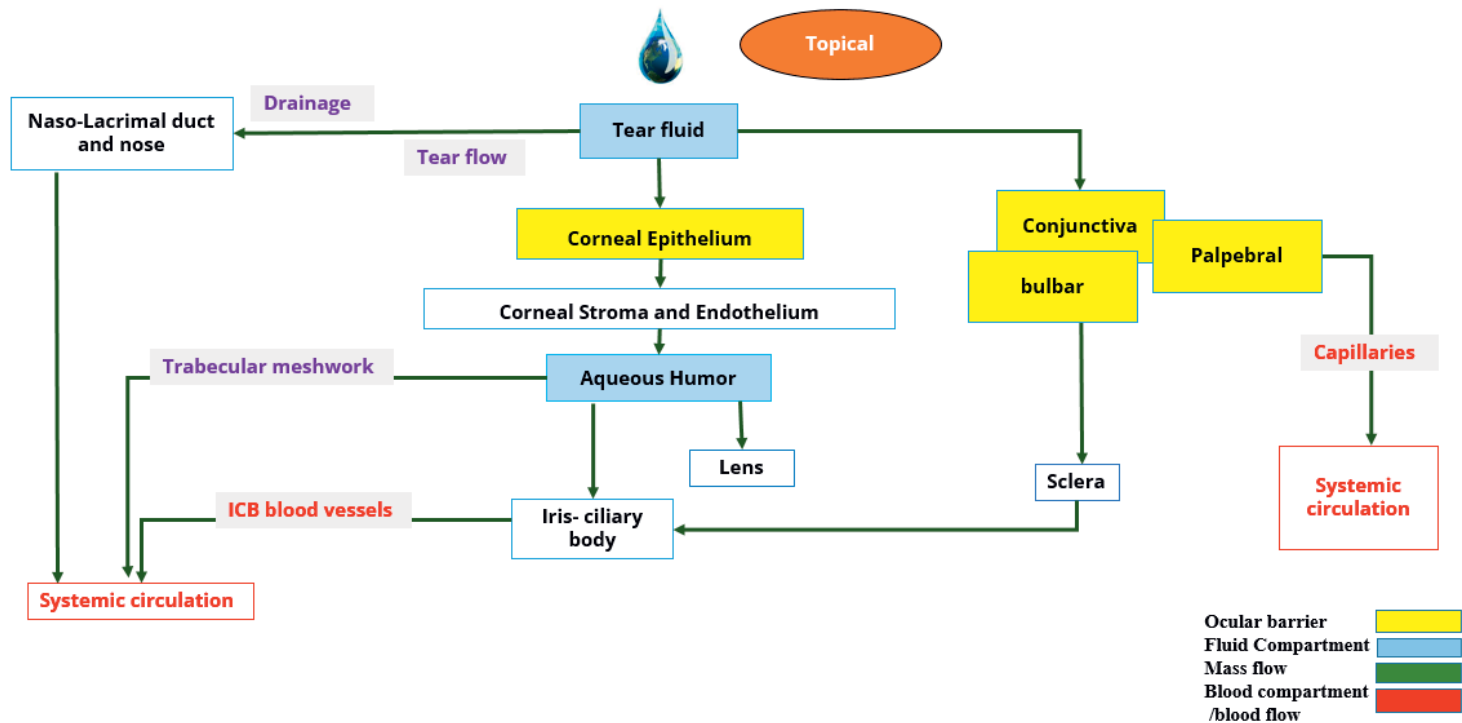 Topical
Drainage
Naso-Lacrimal duct
and nose
Tear fluid
Tear flow
Conjunctiva
Corneal Epithelium
Palpebral
bulbar
Corneal Stroma and Endothelium
Capillaries
Trabecular meshwork
Aqueous Humor
Lens
Sclera
Systemic
circulation
ICB blood vessels
Iris- ciliary
body
Systemic circulation
Ocular barrier
Fluid Compartment
Mass flow
Blood compartment
/blood flow